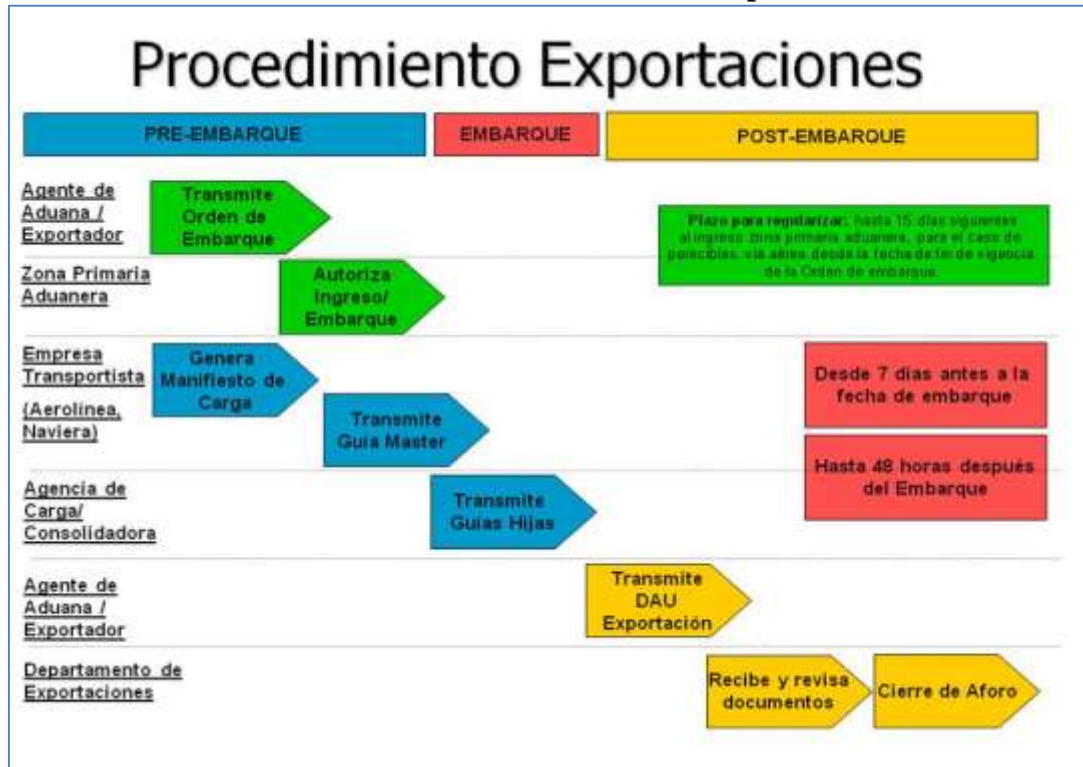 Procedimiento Exportaciones
PRE-EMBARQUE
EMBARQUE
POST-EMBARQUE
Agente de
Aduana /
Exportador
Transmite
Orden de
Embarque
Plazo para regularizar: hasta 15 días siguientes
al ingreso zona primaria aduanera, para el caso de
perecibles, vía aérea desde la fecha de fin de vigencia
de la Orden de embarque.
Zona Primaria
Aduanera
Autoriza
Ingreso/
Embarque
Empresa
Transportista
(Aerolínea,
Naviera)
Genera
Manifiesto de
Carga
Transmite
Guía Master
Desde 7 días antes a la
fecha de embarque
Hasta 48 horas después
del Embarque
Agencia de
Carga/
Consolidadora
Transmite
Guías Hijas
Agente de
Aduana /
Exportador
Transmite
DAU
Exportación
Departamento de
Exportaciones
Recibe y revisa
documentos
Cierre de Aforo